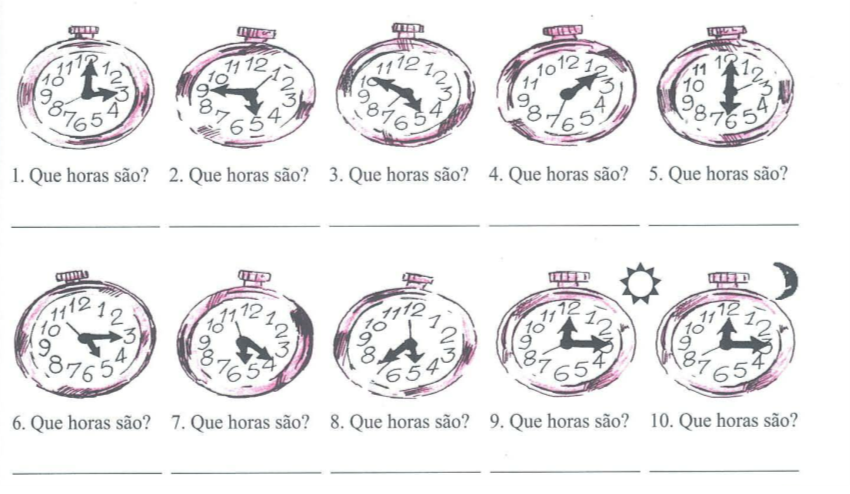 1. Que horas são? 2. Que horas são? 3. Que horas são? 4. Que horas são? 5. Que horas são?
6. Que horas são? 7. Que horas são? 8. Que horas são? 9. Que horas são? 10. Que horas são?